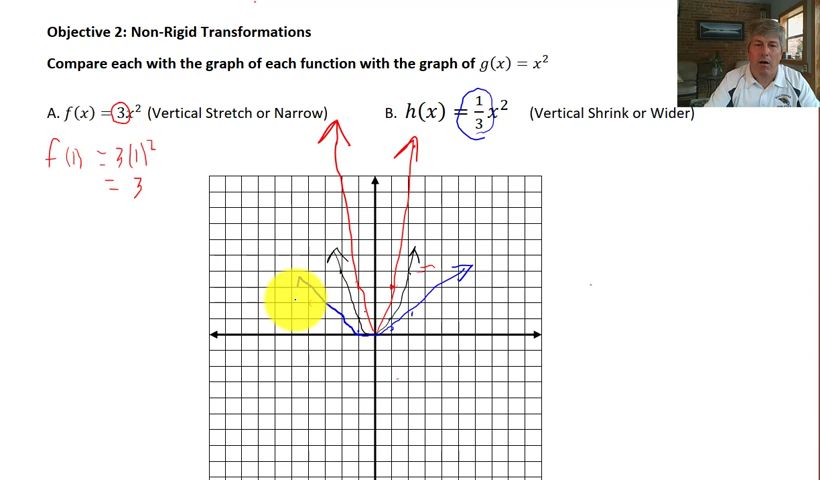 Objective 2: Non-Rigid Transformations
Compare each with the graph of each function with the graph of g(x) = x²
A. f(x) = 3x² (Vertical Stretch or Narrow)
B. h(x) = 1/3 x² (Vertical Shrink or Wider)
f(1) = 3(1)²
= 3